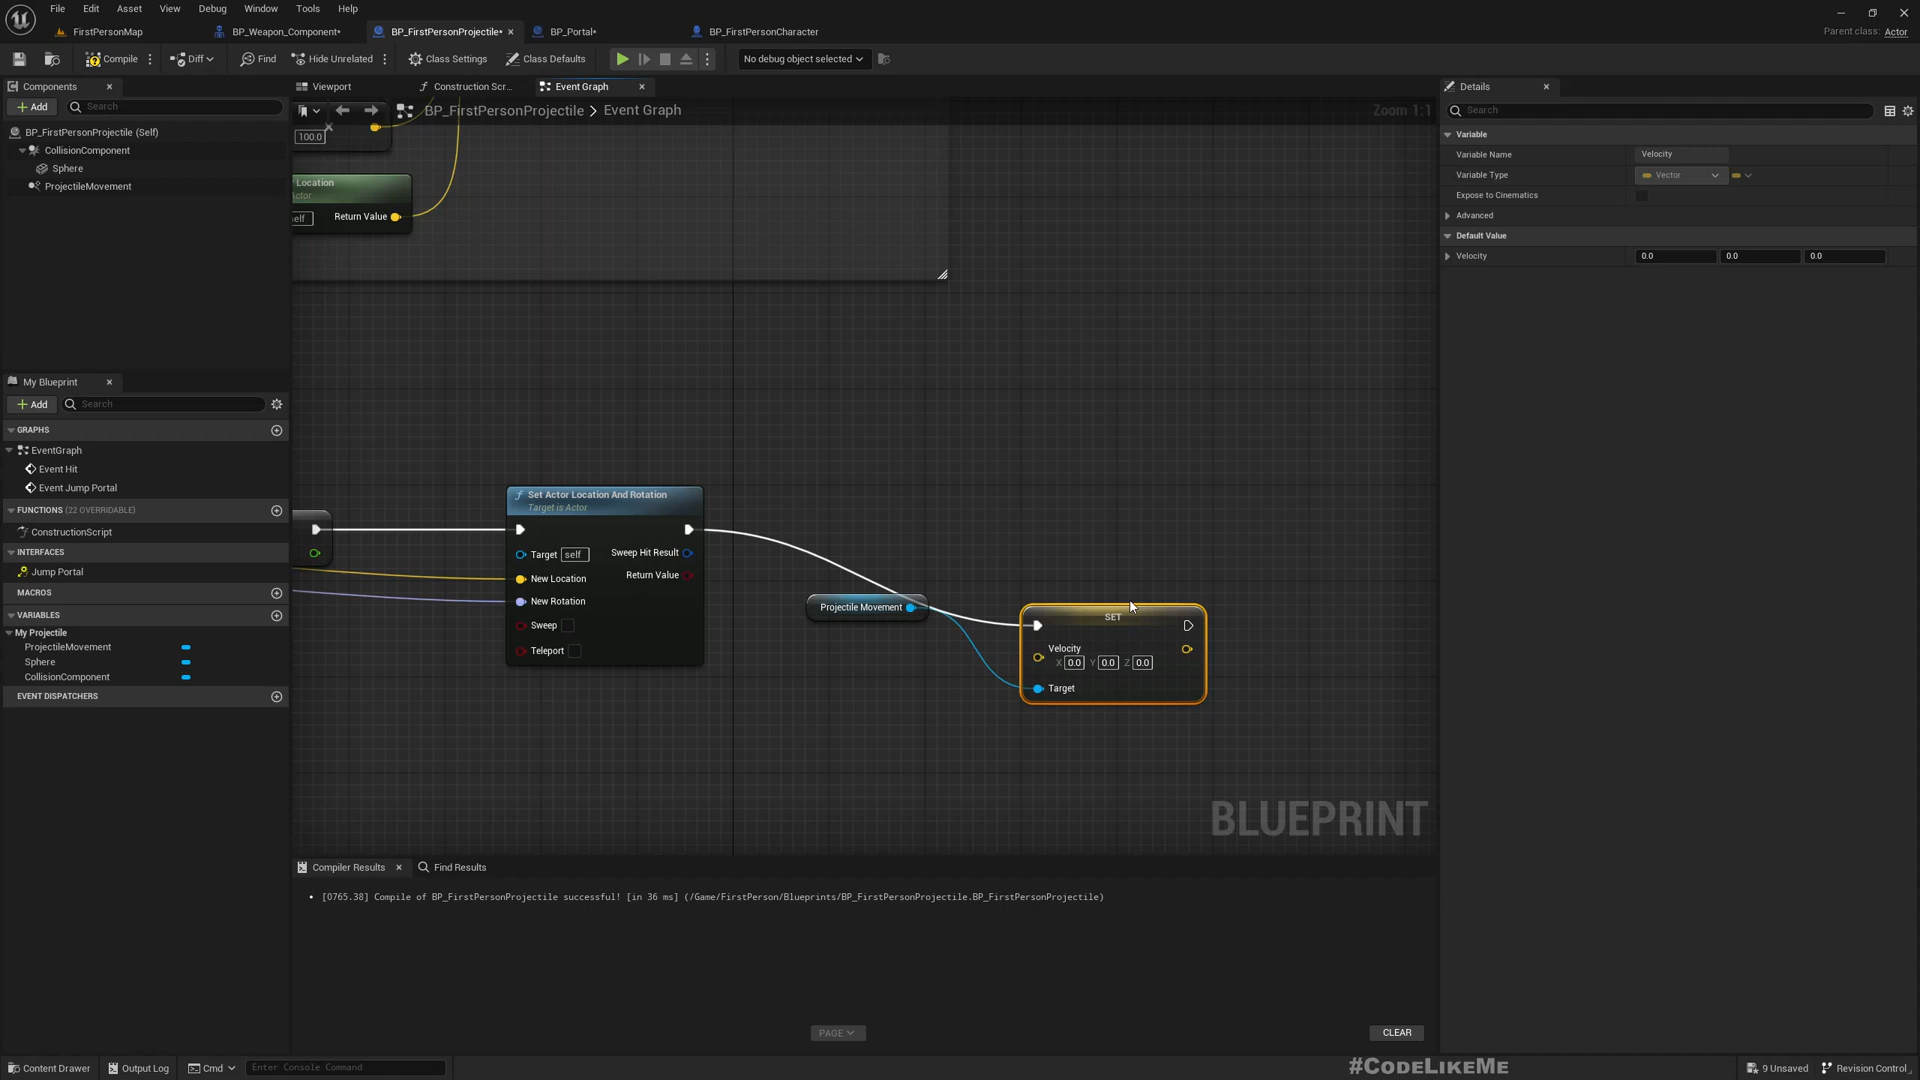 File Edit Asset View Window Debug Tools Help
FirstPersonMap
BP_Weapon_Component*
BP_FirstPersonProjectile*
BP_Portal*
BP_FirstPersonCharacter
Parent class: Actor
Compile
Diff
Find
Hide Unrelated
Class Settings
Class Defaults
No debug object selected
Components
Add
Search
BP_FirstPersonProjectile (Self)
CollisionComponent
Sphere
ProjectileMovement
My Blueprint
Add
Search
GRAPHS
EventGraph
Event Hit
Event Jump Portal
FUNCTIONS (22 OVERRIDABLE)
ConstructionScript
INTERFACES
Jump Portal
MACROS
VARIABLES
My Projectile
ProjectileMovement
Sphere
CollisionComponent
EVENT DISPATCHERS
Viewport
Construction Scr...
Event Graph
BP_FirstPersonProjectile > Event Graph
Zoom 1:1
100.0
Location
Actor
self
Return Value
Set Actor Location And Rotation
Target is Actor
Target self
Sweep Hit Result
New Location
Return Value
New Rotation
Sweep
Teleport
Projectile Movement
SET
Velocity
X 0.0 Y 0.0 Z 0.0
Target
BLUEPRINT
Compiler Results
Find Results
[0765.38] Compile of BP_FirstPersonProjectile successful! [in 36 ms] (/Game/FirstPerson/Blueprints/BP_FirstPersonProjectile.BP_FirstPersonProjectile)
PAGE
CLEAR
Details
Search
Variable
Variable Name Velocity
Variable Type Vector
Expose to Cinematics
Advanced
Default Value
Velocity 0.0 0.0 0.0
Content Drawer
Output Log
Cmd
Enter Console Command
#CODELIKEME
9 Unsaved
Revision Control